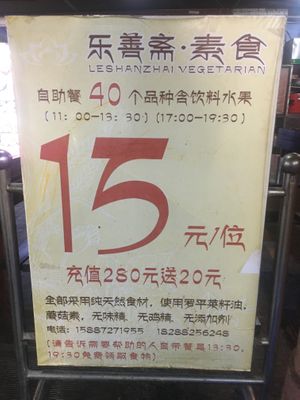 乐善斋·素食
LESHANZHAI VEGETARIAN
自助餐 40 个品种含饮料水果
[11:00-13:30] (17:00-19:30)
15 元/位
充值280元送20元
全部采用纯天然食材，使用罗平菜籽油，
蘑菇素，无味精，无鸡精，无添加剂
电话：15887271955 18288256248
[请告诉需要帮助的人自带餐具13:30，
19:30免费领取食物]